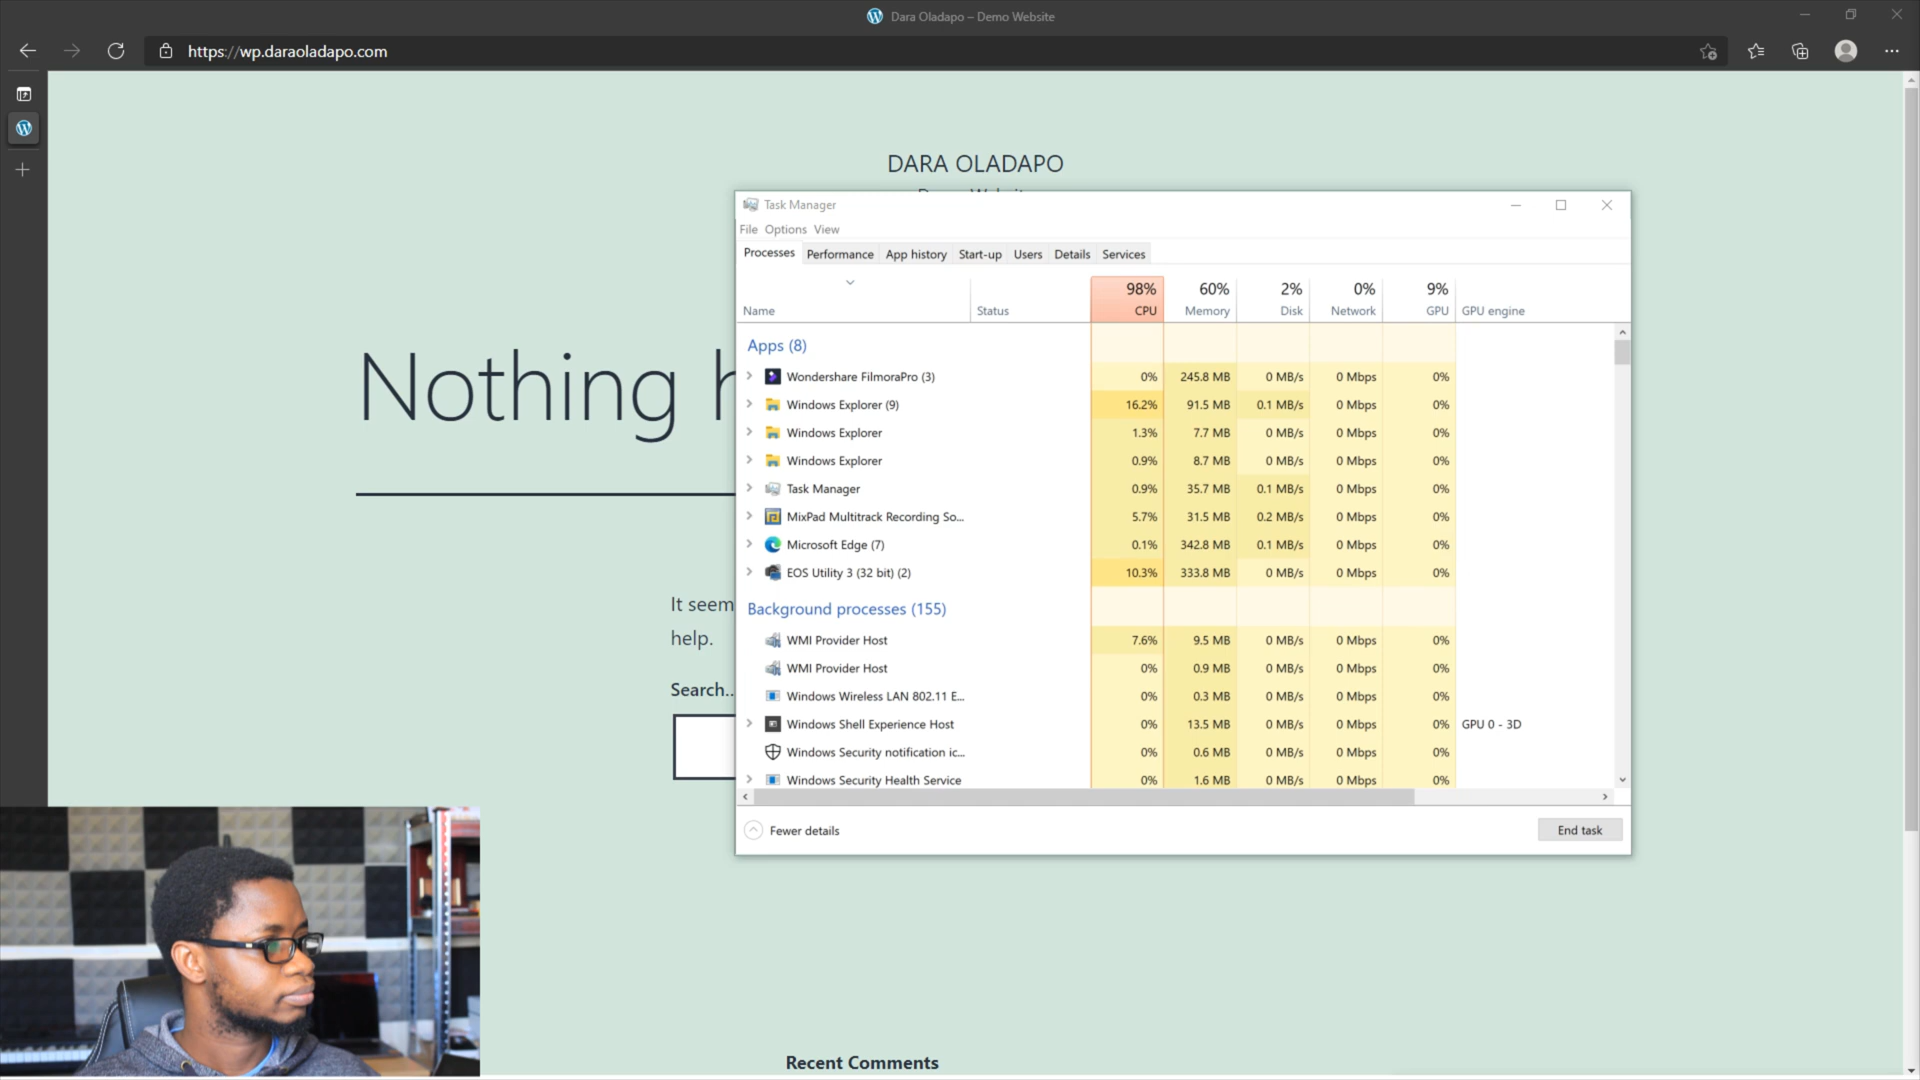 Dara Oladapo – Demo Website
https://wp.daraoladapo.com
DARA OLADAPO
Nothing
It seem
help.
Search..
Recent Comments
Task Manager
File Options View
Processes Performance App history Start-up Users Details Services
98% 60% 2% 0% 9%
Name Status CPU Memory Disk Network GPU GPU engine
Apps (8)
Wondershare FilmoraPro (3) 0% 245.8 MB 0 MB/s 0 Mbps 0%
Windows Explorer (9) 16.2% 91.5 MB 0.1 MB/s 0 Mbps 0%
Windows Explorer 1.3% 7.7 MB 0 MB/s 0 Mbps 0%
Windows Explorer 0.9% 8.7 MB 0 MB/s 0 Mbps 0%
Task Manager 0.9% 35.7 MB 0.1 MB/s 0 Mbps 0%
MixPad Multitrack Recording So... 5.7% 31.5 MB 0.2 MB/s 0 Mbps 0%
Microsoft Edge (7) 0.1% 342.8 MB 0.1 MB/s 0 Mbps 0%
EOS Utility 3 (32 bit) (2) 10.3% 333.8 MB 0 MB/s 0 Mbps 0%
Background processes (155)
WMI Provider Host 7.6% 9.5 MB 0 MB/s 0 Mbps 0%
WMI Provider Host 0% 0.9 MB 0 MB/s 0 Mbps 0%
Windows Wireless LAN 802.11 E... 0% 0.3 MB 0 MB/s 0 Mbps 0%
Windows Shell Experience Host 0% 13.5 MB 0 MB/s 0 Mbps 0% GPU 0 - 3D
Windows Security notification ic... 0% 0.6 MB 0 MB/s 0 Mbps 0%
Windows Security Health Service 0% 1.6 MB 0 MB/s 0 Mbps 0%
Fewer details
End task